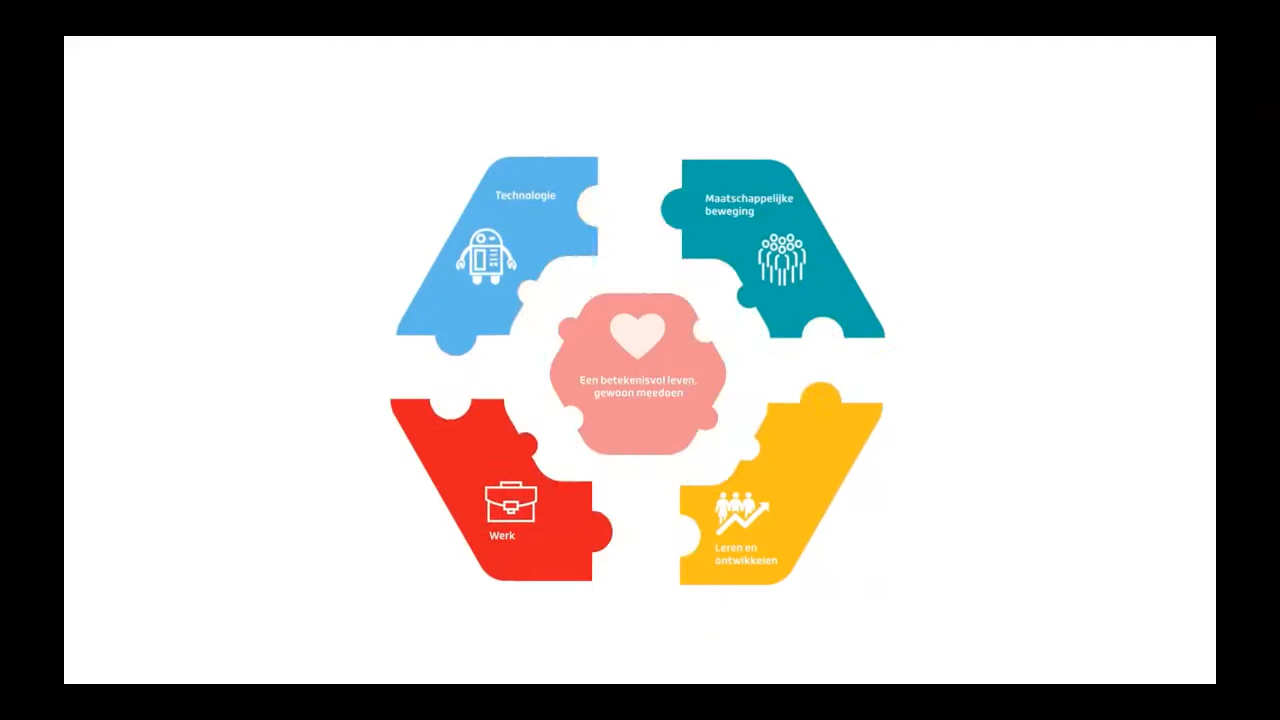 Technologie
Maatschappelijke
beweging
Een betekenisvol leven,
gewoon meedoen
Werk
Leren en
ontwikkelen